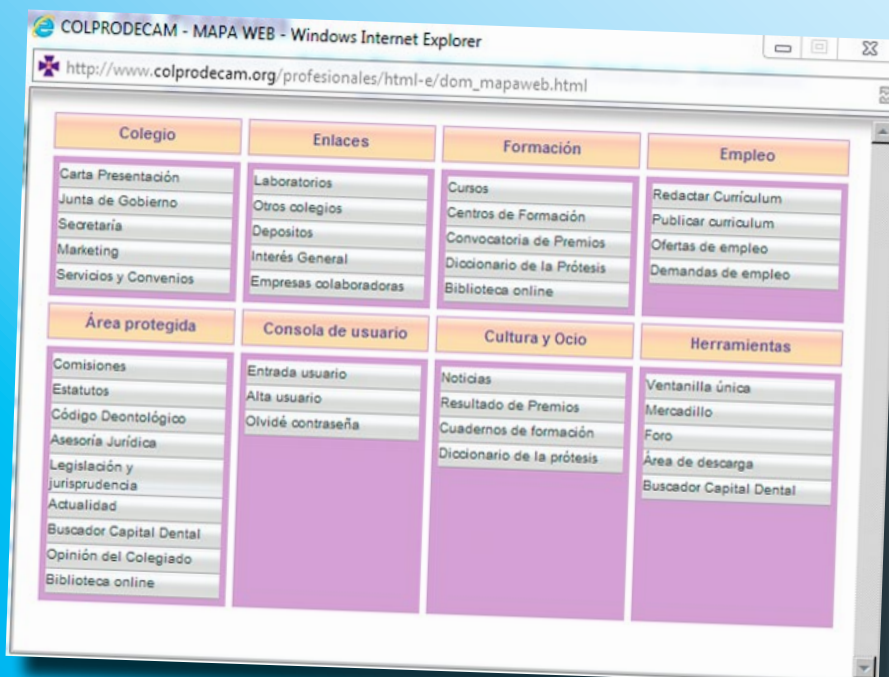 COLPRODECAM - MAPA WEB - Windows Internet Explorer
http://www.colprodecam.org/profesionales/html-e/dom_mapaweb.html
Colegio
Carta Presentación
Junta de Gobierno
Secretaría
Marketing
Servicios y Convenios
Enlaces
Laboratorios
Otros colegios
Depositos
Interés General
Empresas colaboradoras
Formación
Cursos
Centros de Formación
Convocatoria de Premios
Diccionario de la Prótesis
Biblioteca online
Empleo
Redactar Currículum
Publicar curriculum
Ofertas de empleo
Demandas de empleo
Área protegida
Comisiones
Estatutos
Código Deontológico
Asesoría Jurídica
Legislación y
jurisprudencia
Actualidad
Buscador Capital Dental
Opinión del Colegiado
Biblioteca online
Consola de usuario
Entrada usuario
Alta usuario
Olvidé contraseña
Cultura y Ocio
Noticias
Resultado de Premios
Cuadernos de formación
Diccionario de la prótesis
Herramientas
Ventanilla única
Mercadillo
Foro
Área de descarga
Buscador Capital Dental